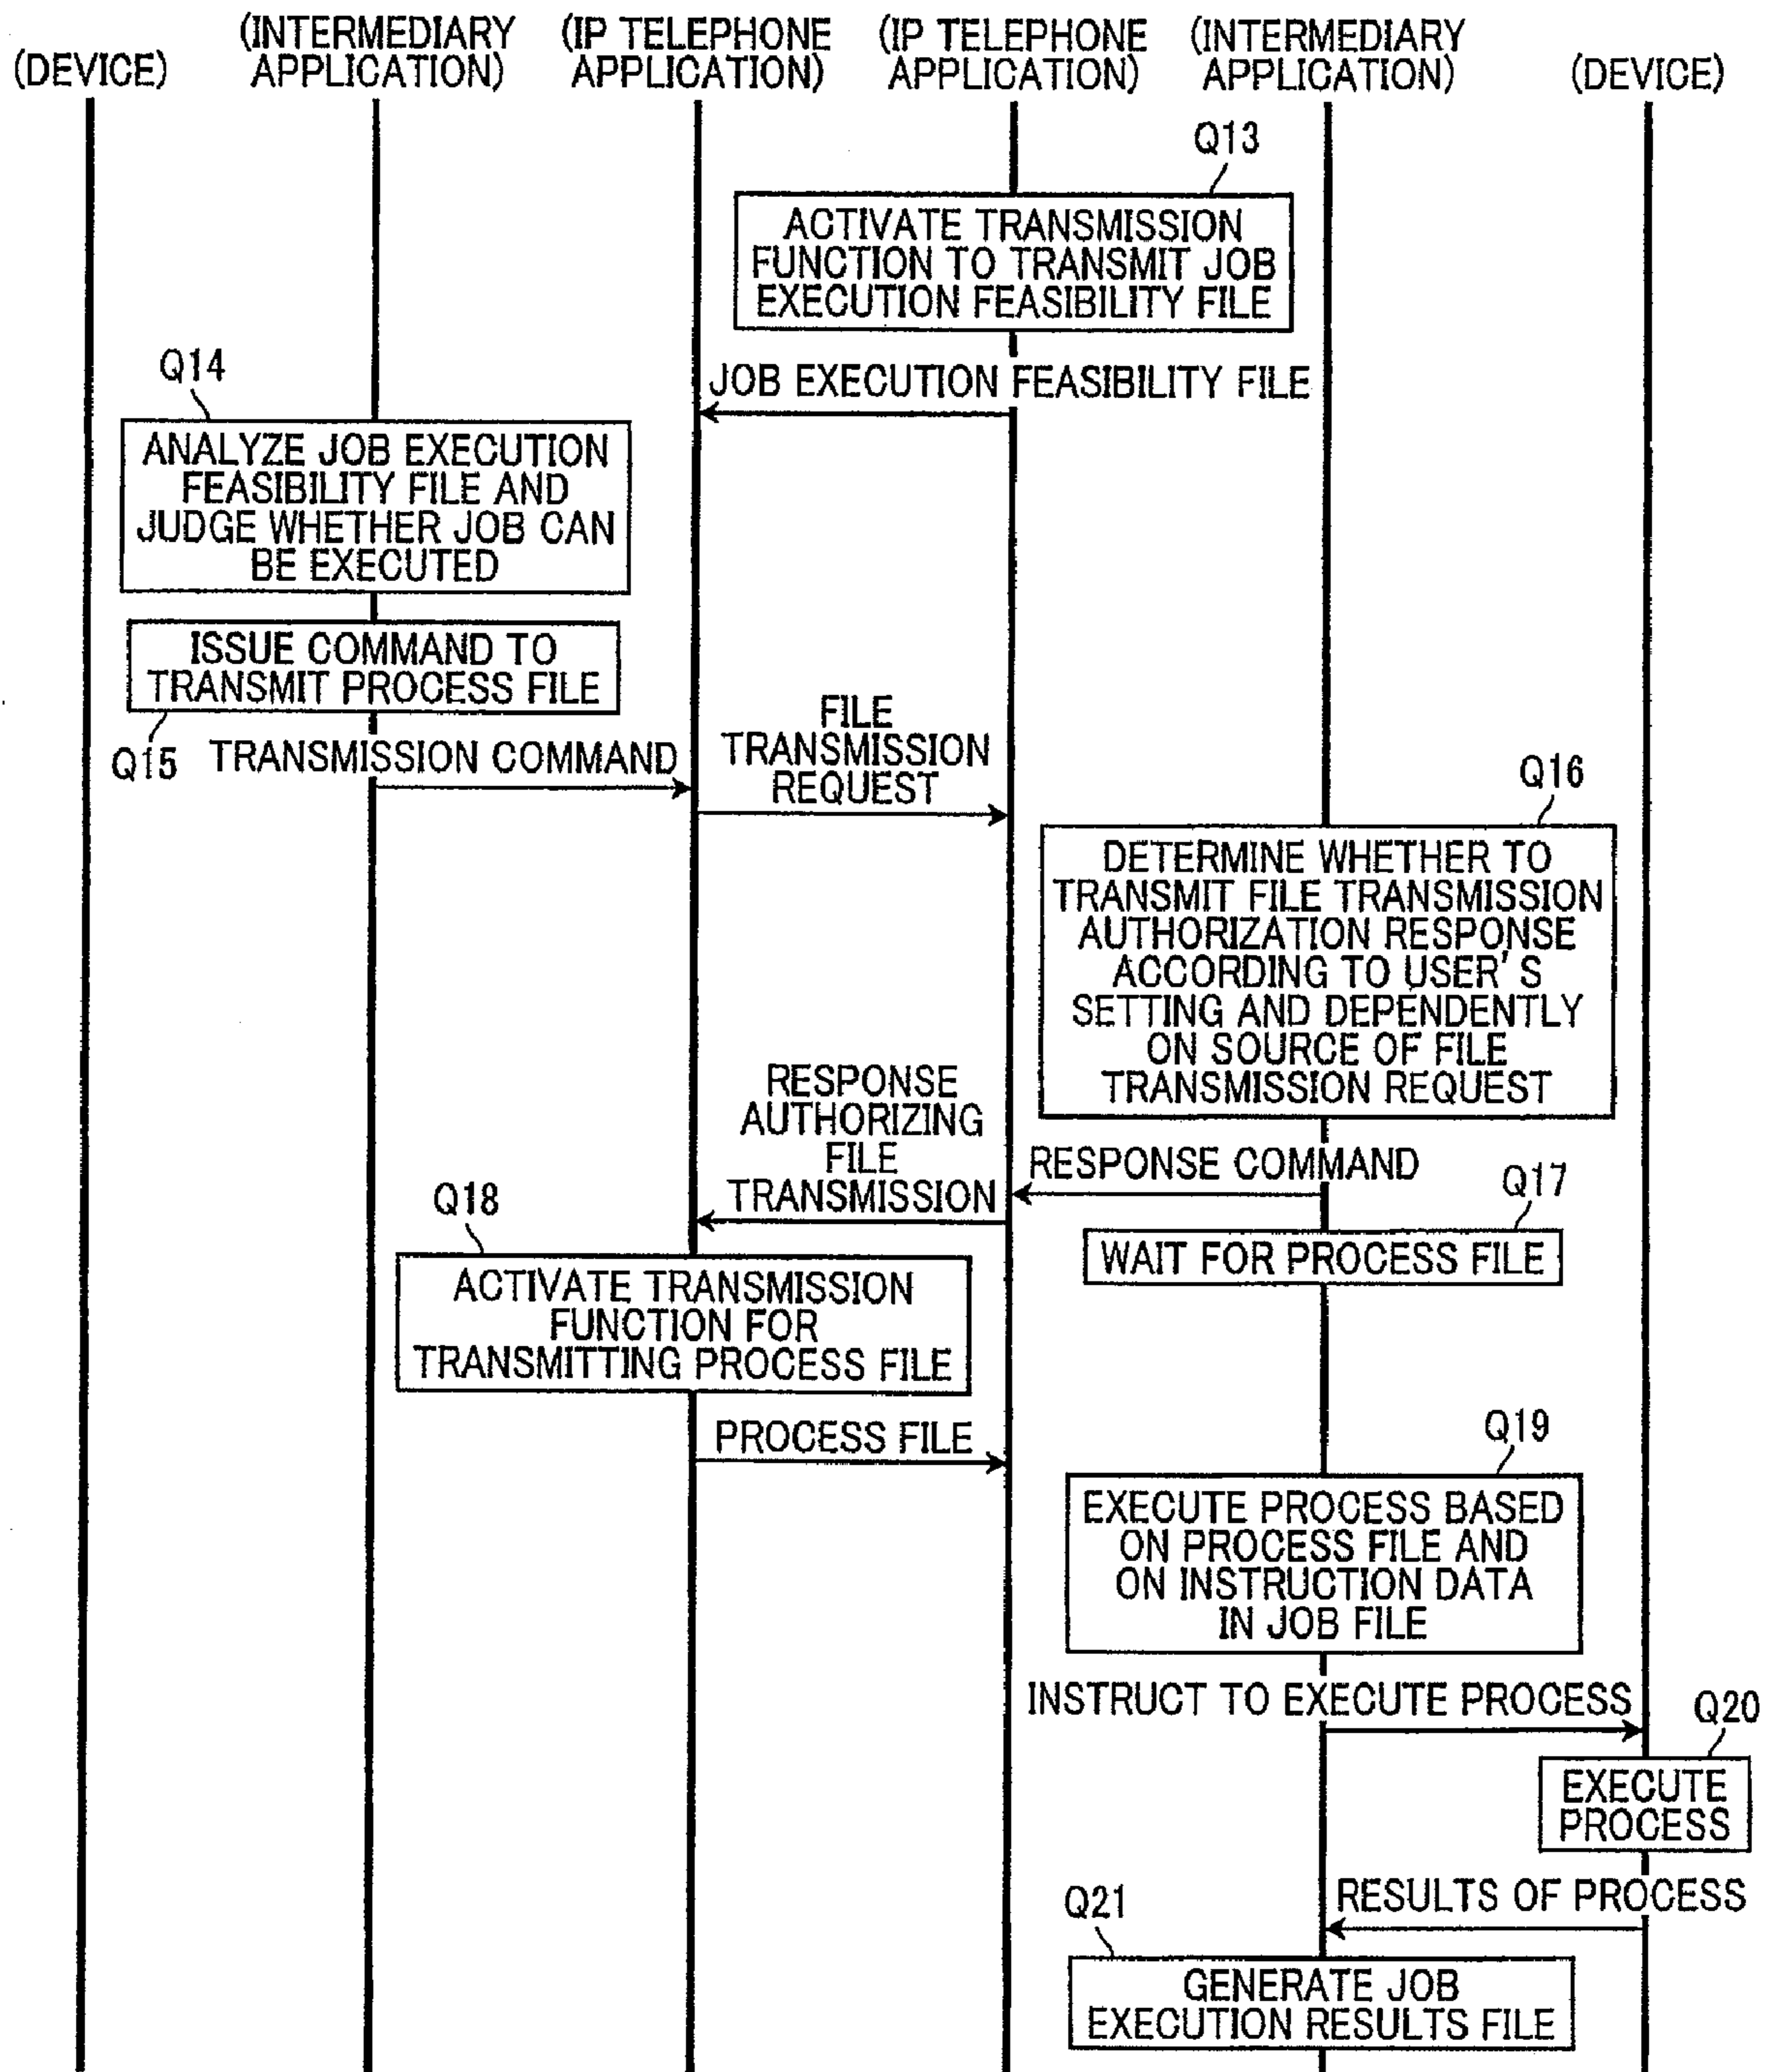 (DEVICE)
(INTERMEDIARY
APPLICATION)
(IP TELEPHONE
APPLICATION)
(IP TELEPHONE
APPLICATION)
(INTERMEDIARY
APPLICATION)
(DEVICE)
Q13
ACTIVATE TRANSMISSION
FUNCTION TO TRANSMIT JOB
EXECUTION FEASIBILITY FILE
JOB EXECUTION FEASIBILITY FILE
Q14
ANALYZE JOB EXECUTION
FEASIBILITY FILE AND
JUDGE WHETHER JOB CAN
BE EXECUTED
ISSUE COMMAND TO
TRANSMIT PROCESS FILE
Q15
TRANSMISSION COMMAND
FILE
TRANSMISSION
REQUEST
Q16
DETERMINE WHETHER TO
TRANSMIT FILE TRANSMISSION
AUTHORIZATION RESPONSE
ACCORDING TO USER'S
SETTING AND DEPENDENTLY
ON SOURCE OF FILE
TRANSMISSION REQUEST
RESPONSE COMMAND
RESPONSE
AUTHORIZING
FILE
TRANSMISSION
Q17
WAIT FOR PROCESS FILE
Q18
ACTIVATE TRANSMISSION
FUNCTION FOR
TRANSMITTING PROCESS FILE
PROCESS FILE
Q19
EXECUTE PROCESS BASED
ON PROCESS FILE AND
ON INSTRUCTION DATA
IN JOB FILE
INSTRUCT TO EXECUTE PROCESS
Q20
EXECUTE
PROCESS
RESULTS OF PROCESS
Q21
GENERATE JOB
EXECUTION RESULTS FILE